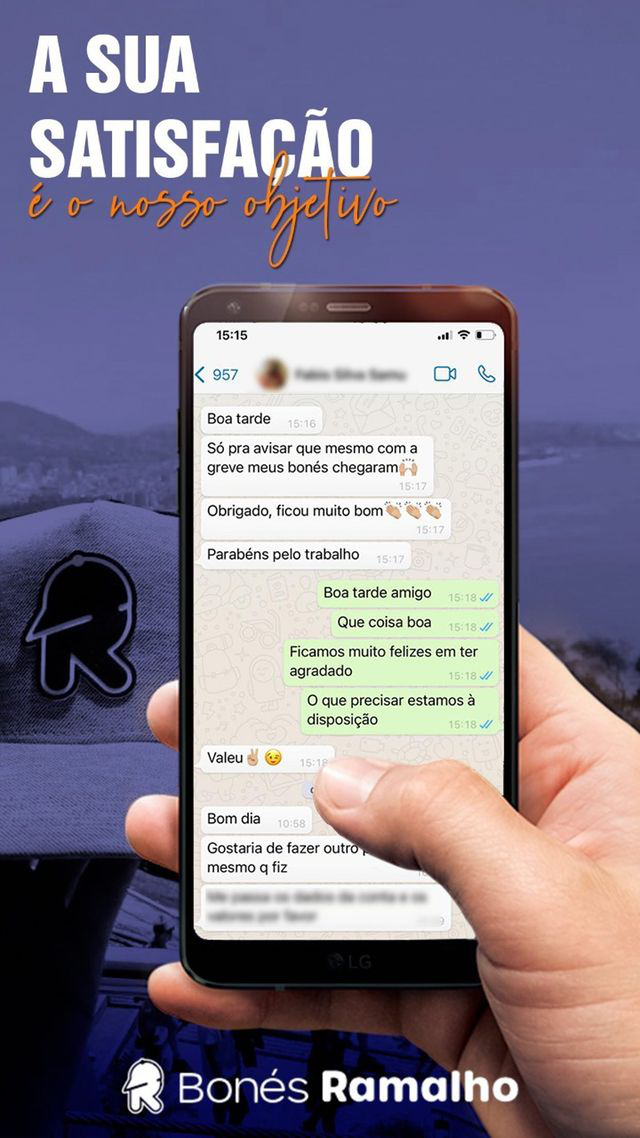 A SUA
SATISFAÇÃO
é o nosso objetivo
15:15
957
Boa tarde
15:16
Só pra avisar que mesmo com a
greve meus bonés chegaram🙌🏼
15:17
Obrigado, ficou muito bom👏🏼👏🏼👏🏼
15:17
Parabéns pelo trabalho 15:17
Boa tarde amigo 15:18
Que coisa boa 15:18
Ficamos muito felizes em ter
agradado 15:18
O que precisar estamos à
disposição 15:18
Valeu✌🏼😉 15:18
Bom dia 10:58
Gostaria de fazer outro
mesmo q fiz
LG
R Bonés Ramalho